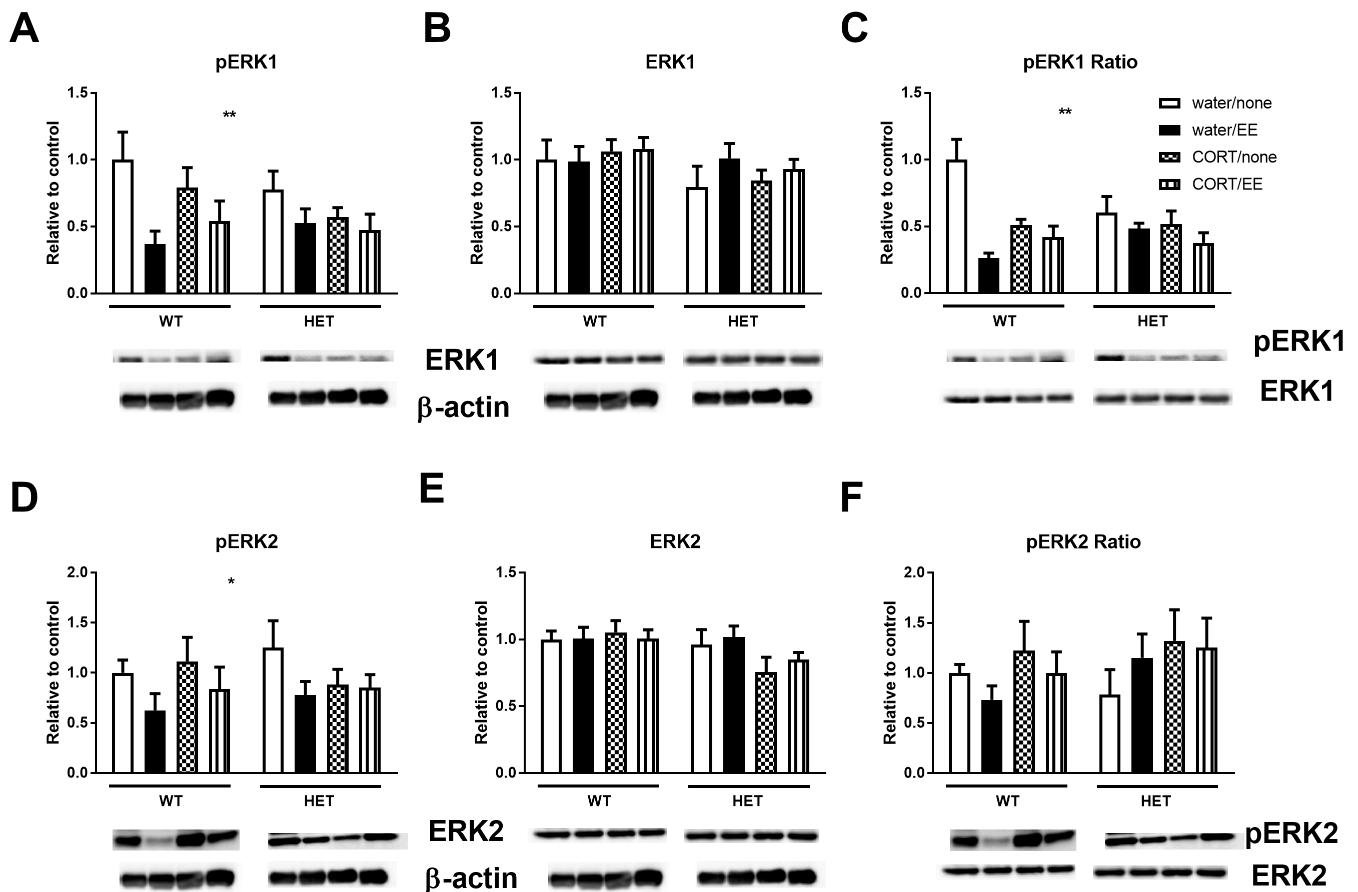 A
pERK1
Relative to control
1.5
1.0
0.5
0.0
**
WT
HET
B
ERK1
Relative to control
1.5
1.0
0.5
0.0
WT
HET
ERK1
β-actin
C
pERK1 Ratio
Relative to control
1.5
1.0
0.5
0.0
**
water/none
water/EE
CORT/none
CORT/EE
WT
HET
pERK1
ERK1
D
pERK2
Relative to control
2.0
1.5
1.0
0.5
0.0
*
WT
HET
E
ERK2
Relative to control
1.5
1.0
0.5
0.0
WT
HET
ERK2
β-actin
F
pERK2 Ratio
Relative to control
2.0
1.5
1.0
0.5
0.0
WT
HET
pERK2
ERK2